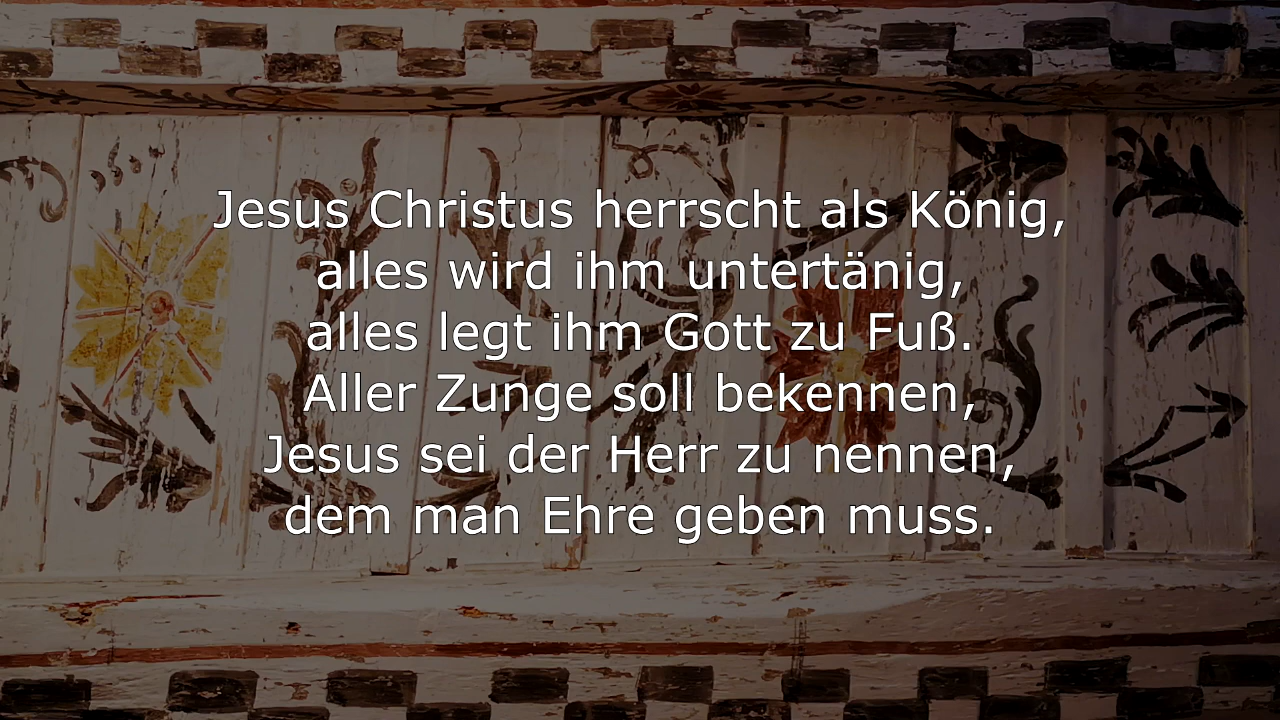 Jesus Christus herrscht als König,
alles wird ihm untertänig,
alles legt ihm Gott zu Fuß.
Aller Zunge soll bekennen,
Jesus sei der Herr zu nennen,
dem man Ehre geben muss.